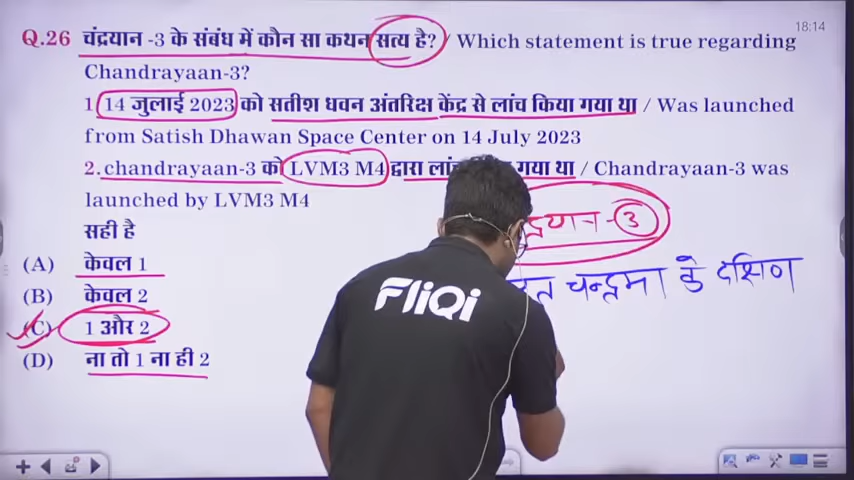 18:14
Q.26 चंद्रयान -3 के संबंध में कौन सा कथन सत्य है? / Which statement is true regarding
Chandrayaan-3?
1. 14 जुलाई 2023 को सतीश धवन अंतरिक्ष केंद्र से लांच किया गया था / Was launched
from Satish Dhawan Space Center on 14 July 2023
2. chandrayaan-3 को LVM3 M4 द्वारा गया था / Chandrayaan-3 was
launched by LVM3 M4
3
सही है
चन्द्रमा के दक्षिण
(A) केवल 1
(B) केवल 2
(C) 1 और 2
(D) ना तो 1 ना ही 2
FLiQi